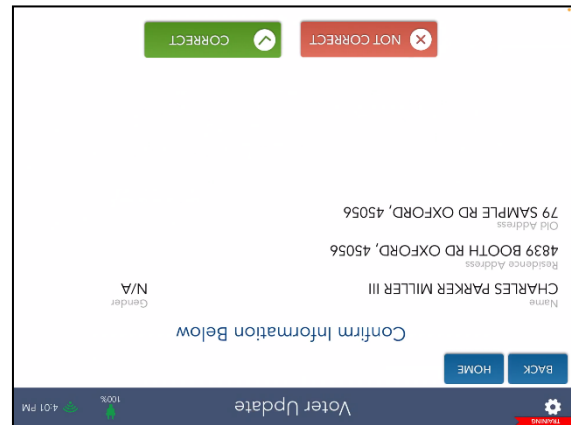 TRAINING
Voter Update
100%
4:01 PM
BACK
HOME
Confirm Information Below
Name
CHARLES PARKER MILLER III
Gender
N/A
Residence Address
4839 BOOTH RD OXFORD, 45056
Old Address
79 SAMPLE RD OXFORD, 45056
NOT CORRECT
CORRECT